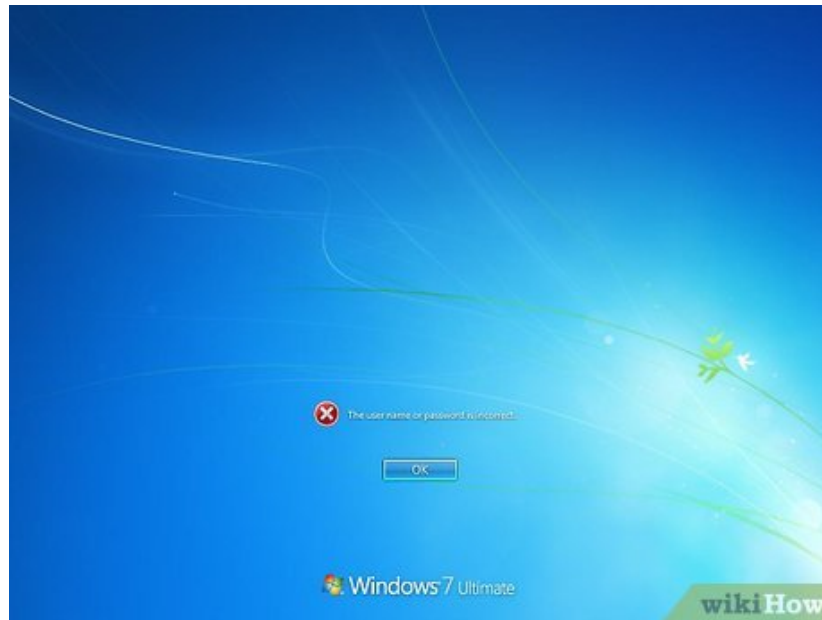 The user name or password is incorrect.
OK
Windows 7 Ultimate
wikiHow